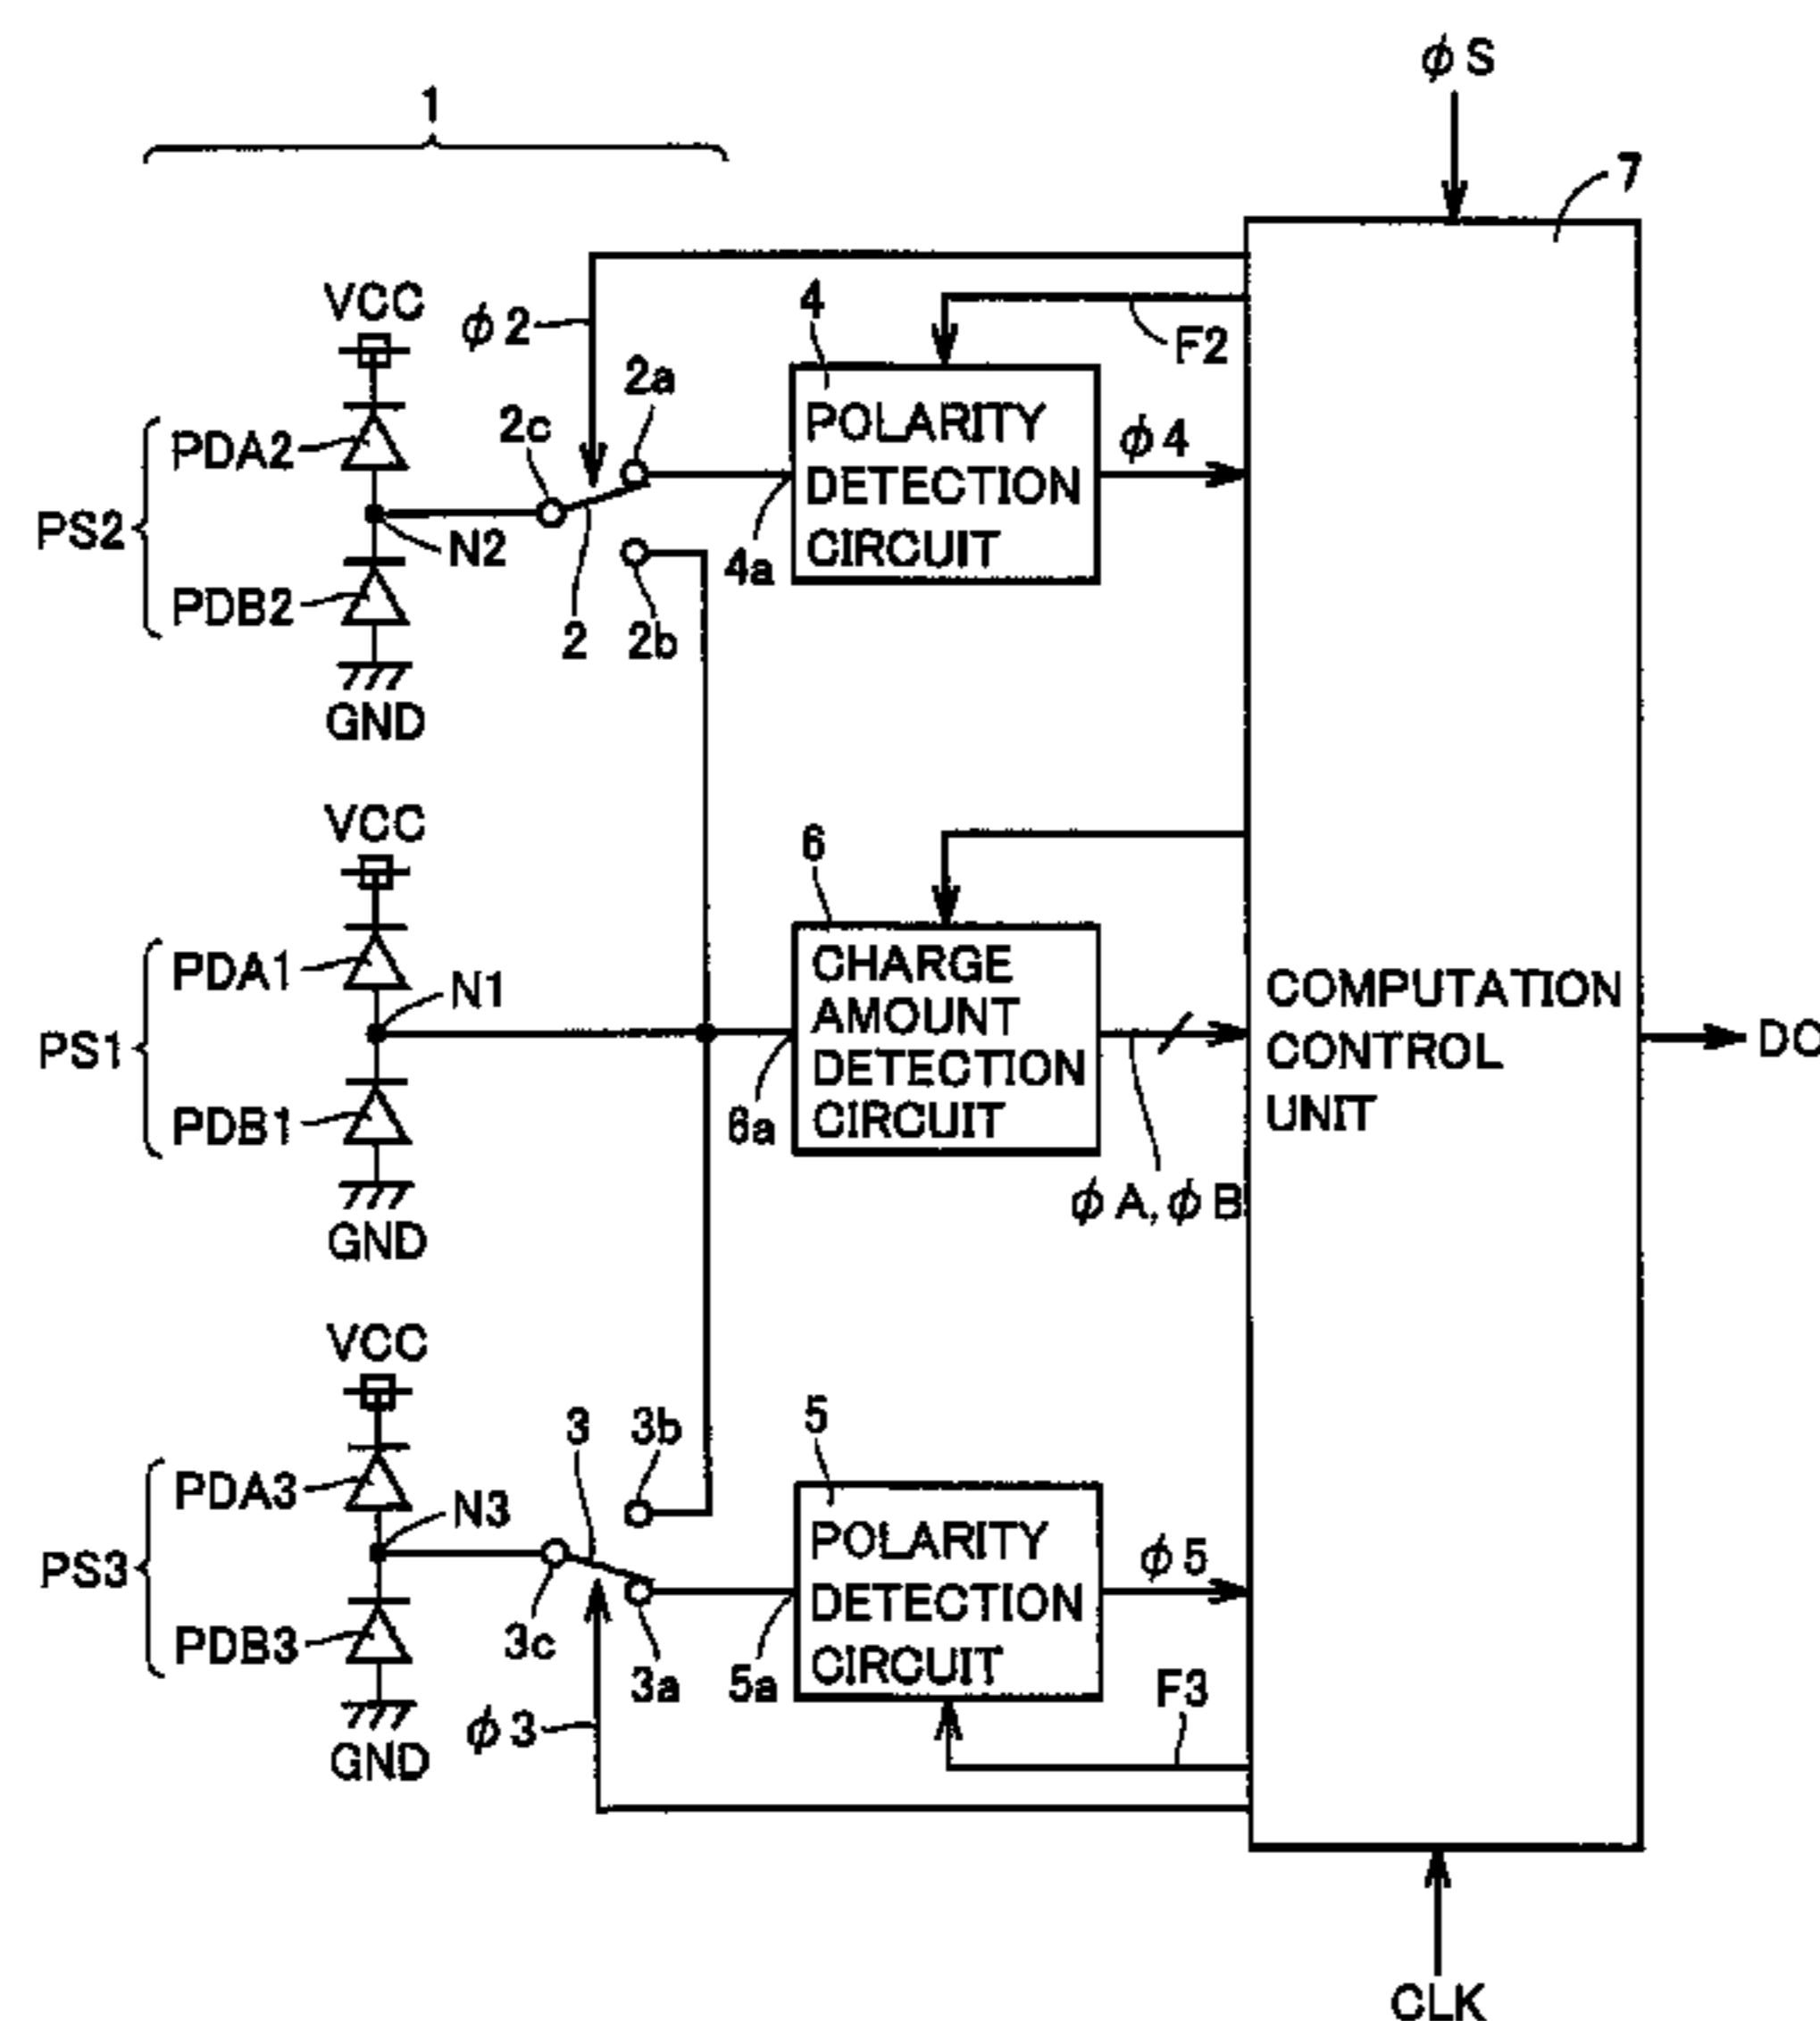 φS
1
7
VCC
φ2
4
F2
2a
PDA2
2c
POLARITY
DETECTION
CIRCUIT
φ4
PS2
N2
4a
PDB2
2
2b
GND
VCC
6
PDA1
N1
CHARGE
AMOUNT
DETECTION
CIRCUIT
COMPUTATION
CONTROL
UNIT
DO
PS1
PDB1
6a
φA, φB
GND
VCC
3
3b
5
PDA3
N3
POLARITY
DETECTION
CIRCUIT
φ5
PS3
PDB3
3c
3a
5a
F3
φ3
GND
CLK